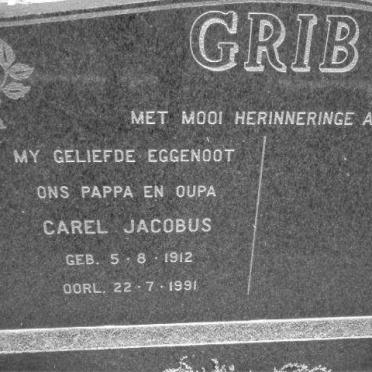 GRIB
MET MOOI HERINNERINGE A
MY GELIEFDE EGGENOOT
ONS PAPPA EN OUPA
CAREL JACOBUS
GEB. 5·8·1912
OORL. 22·7·1991